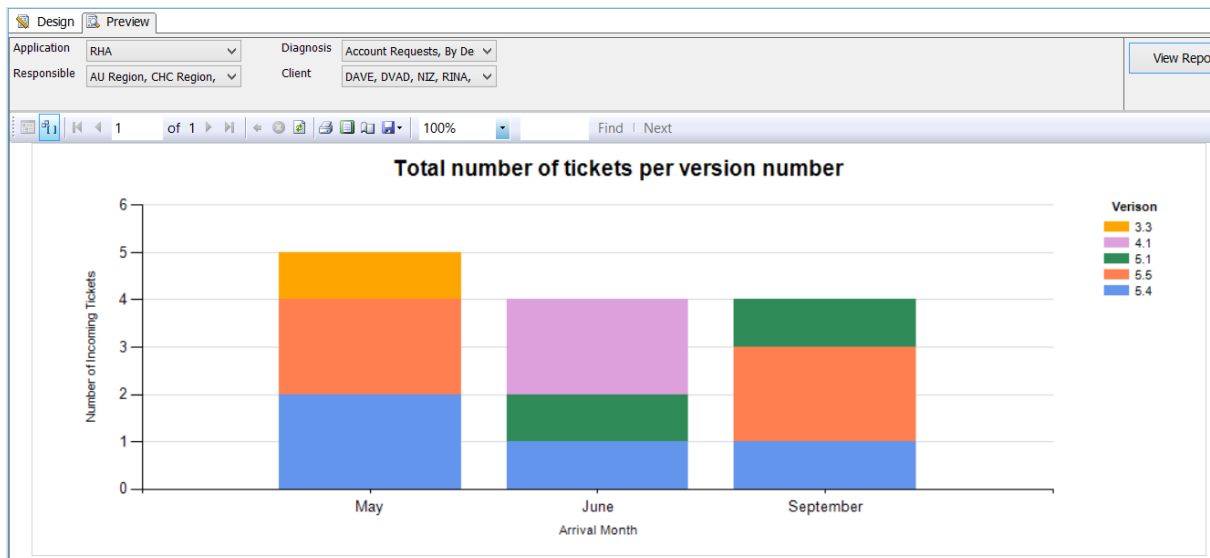 Design Preview
Application RHA Diagnosis Account Requests, By De
View Repo
Responsible AU Region, CHC Region, Client DAVE, DVAD, NIZ, RINA,
1 of 1 100% Find Next
Total number of tickets per version number
Number of Incoming Tickets
6
5
4
3
2
1
0
May June September
Arrival Month
Verison
3.3
4.1
5.1
5.5
5.4